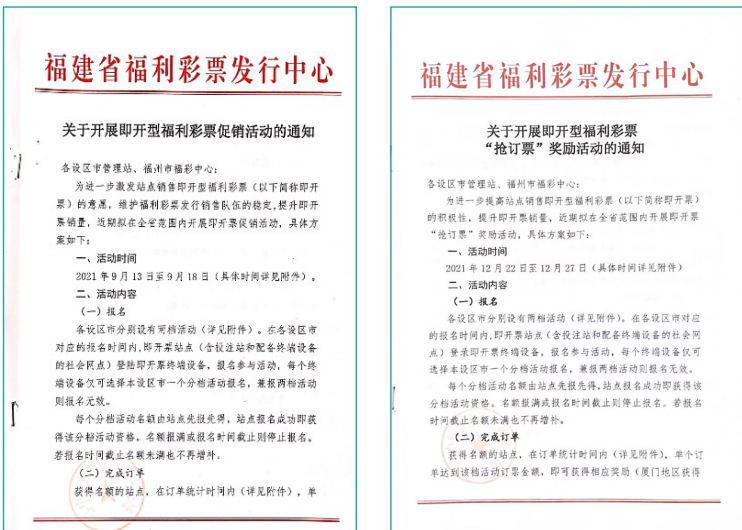 福建省福利彩票发行中心
关于开展即开型福利彩票促销活动的通知
各设区市管理站、福州市福彩中心：
为进一步激发站点销售即开型福利彩票（以下简称即开
票）的意愿，维护福利彩票发行销售队伍的稳定，提升即开
票销量，近期拟在全省范围内开展即开票促销活动，具体方
案如下：
一、活动时间
2021 年 9 月 13 日至 9 月 18 日（具体时间详见附件）。
二、活动内容
（一）报名
各设区市分别设有两档活动（详见附件）。在各设区市
对应的报名时间内，即开票站点（含投注站和配备终端设备
的社会网点）登陆即开票终端设备，报名参与活动，每个终
端设备仅可选择本设区市一个分档活动报名，兼报两档活动
则报名无效。
每个分档活动名额由站点先报先得，站点报名成功即获
得该分档活动资格。名额报满或报名时间截止则停止报名。
若报名时间截止名额未满也不再增补。
（二）完成订单
获得名额的站点，在订单统计时间内（详见附件），单
福建省福利彩票发行中心
关于开展即开型福利彩票
“抢订票”奖励活动的通知
各设区市管理站、福州市福彩中心：
为进一步提高站点销售即开型福利彩票（以下简称即开票）
的积极性，提升即开票销量，近期拟在全省范围内开展即开票
“抢订票”奖励活动，具体方案如下：
一、活动时间
2021 年 12 月 22 日至 12 月 27 日（具体时间详见附件）
二、活动内容
（一）报名
各设区市分别设有两档活动（详见附件）。在各设区市对应
的报名时间内，即开票站点（含投注站和配备终端设备的社会网
点）登录即开票终端设备，报名参与活动，每个终端设备仅可
选择本设区市一个分档活动报名，兼报两档活动则报名无效。
每个分档活动名额由站点先报先得，站点报名成功即获得该
分档活动资格。名额报满或报名时间截止则停止报名。若报名
时间截止名额未满也不再增补。
（二）完成订单
获得名额的站点，在订单统计时间内（详见附件），单个订
单达到该档活动订票金额，即可获得相应奖励（厦门地区获得